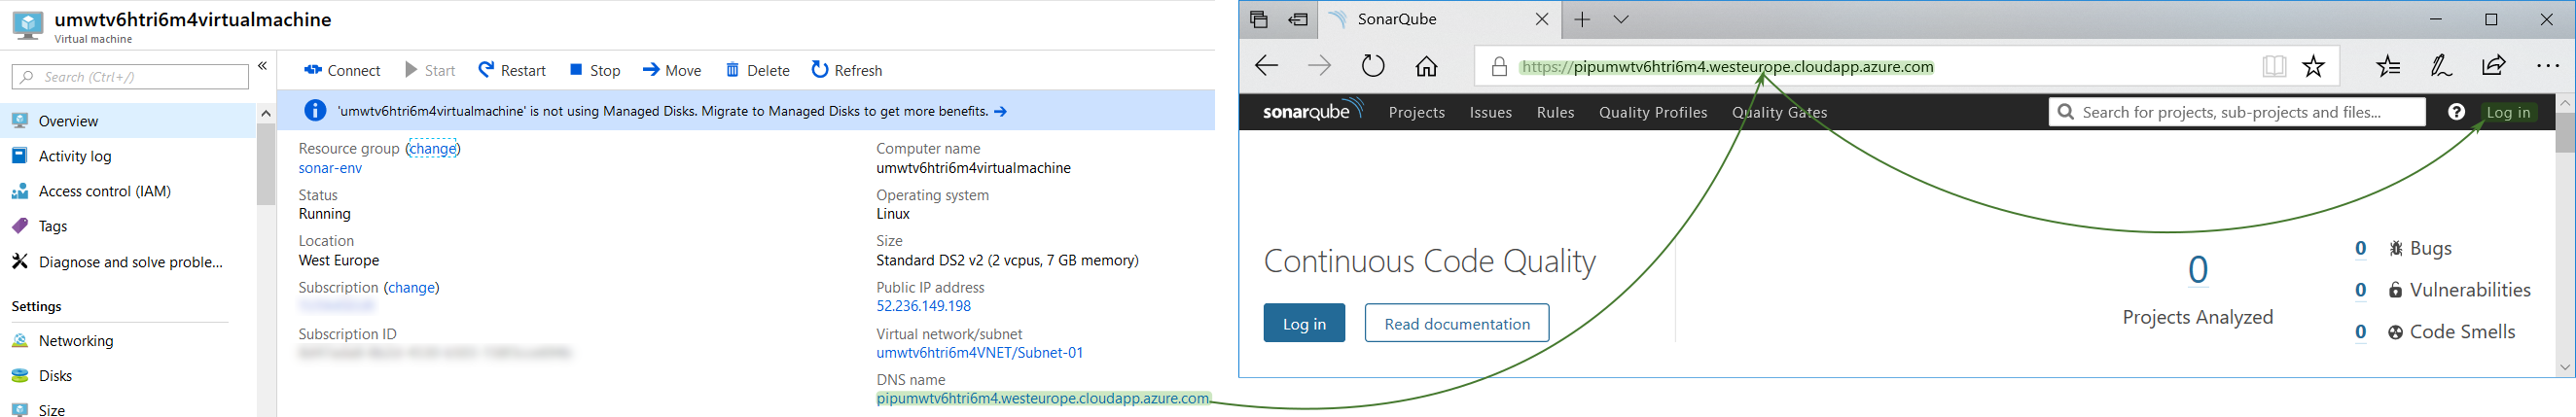 umwtv6htri6m4virtualmachine
Virtual machine
Search (Ctrl+/)
Overview
Activity log
Access control (IAM)
Tags
Diagnose and solve proble...
Settings
Networking
Disks
Size
Connect Start Restart Stop Move Delete Refresh
'umwtv6htri6m4virtualmachine' is not using Managed Disks. Migrate to Managed Disks to get more benefits. →
Resource group (change)
sonar-env
Status
Running
Location
West Europe
Subscription (change)
Subscription ID
Computer name
umwtv6htri6m4virtualmachine
Operating system
Linux
Size
Standard DS2 v2 (2 vcpus, 7 GB memory)
Public IP address
52.236.149.198
Virtual network/subnet
umwtv6htri6m4VNET/Subnet-01
DNS name
pipumwtv6htri6m4.westeurope.cloudapp.azure.com
SonarQube
https://pipumwtv6htri6m4.westeurope.cloudapp.azure.com
sonarqube Projects Issues Rules Quality Profiles Quality Gates Search for projects, sub-projects and files... ? Log in
Continuous Code Quality
Log in Read documentation
0
Projects Analyzed
0 Bugs
0 Vulnerabilities
0 Code Smells